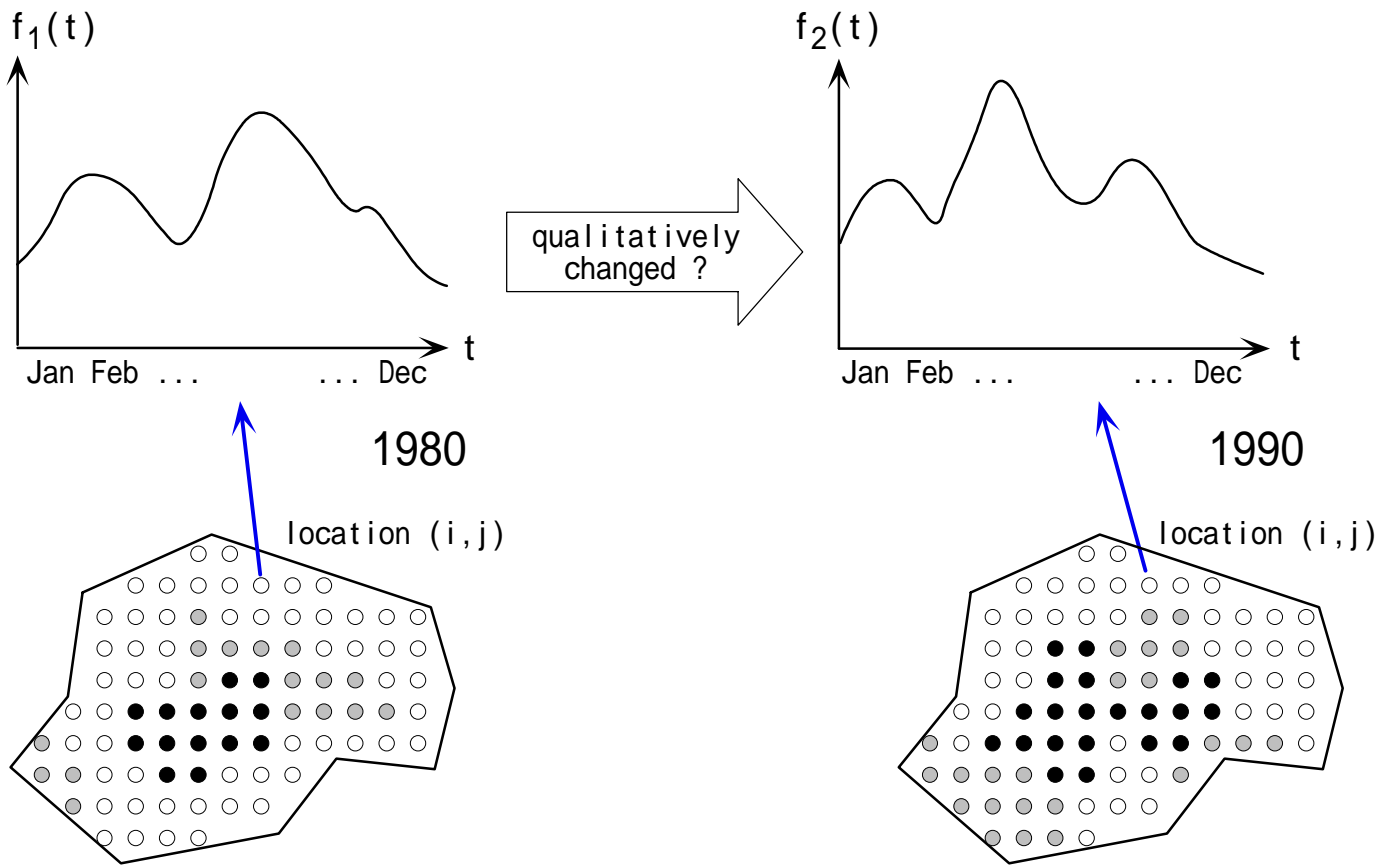 f1(t)
f2(t)
qualitatively
changed ?
t
t
Jan Feb ... ... Dec
Jan Feb ... ... Dec
1980
1990
location (i,j)
location (i,j)